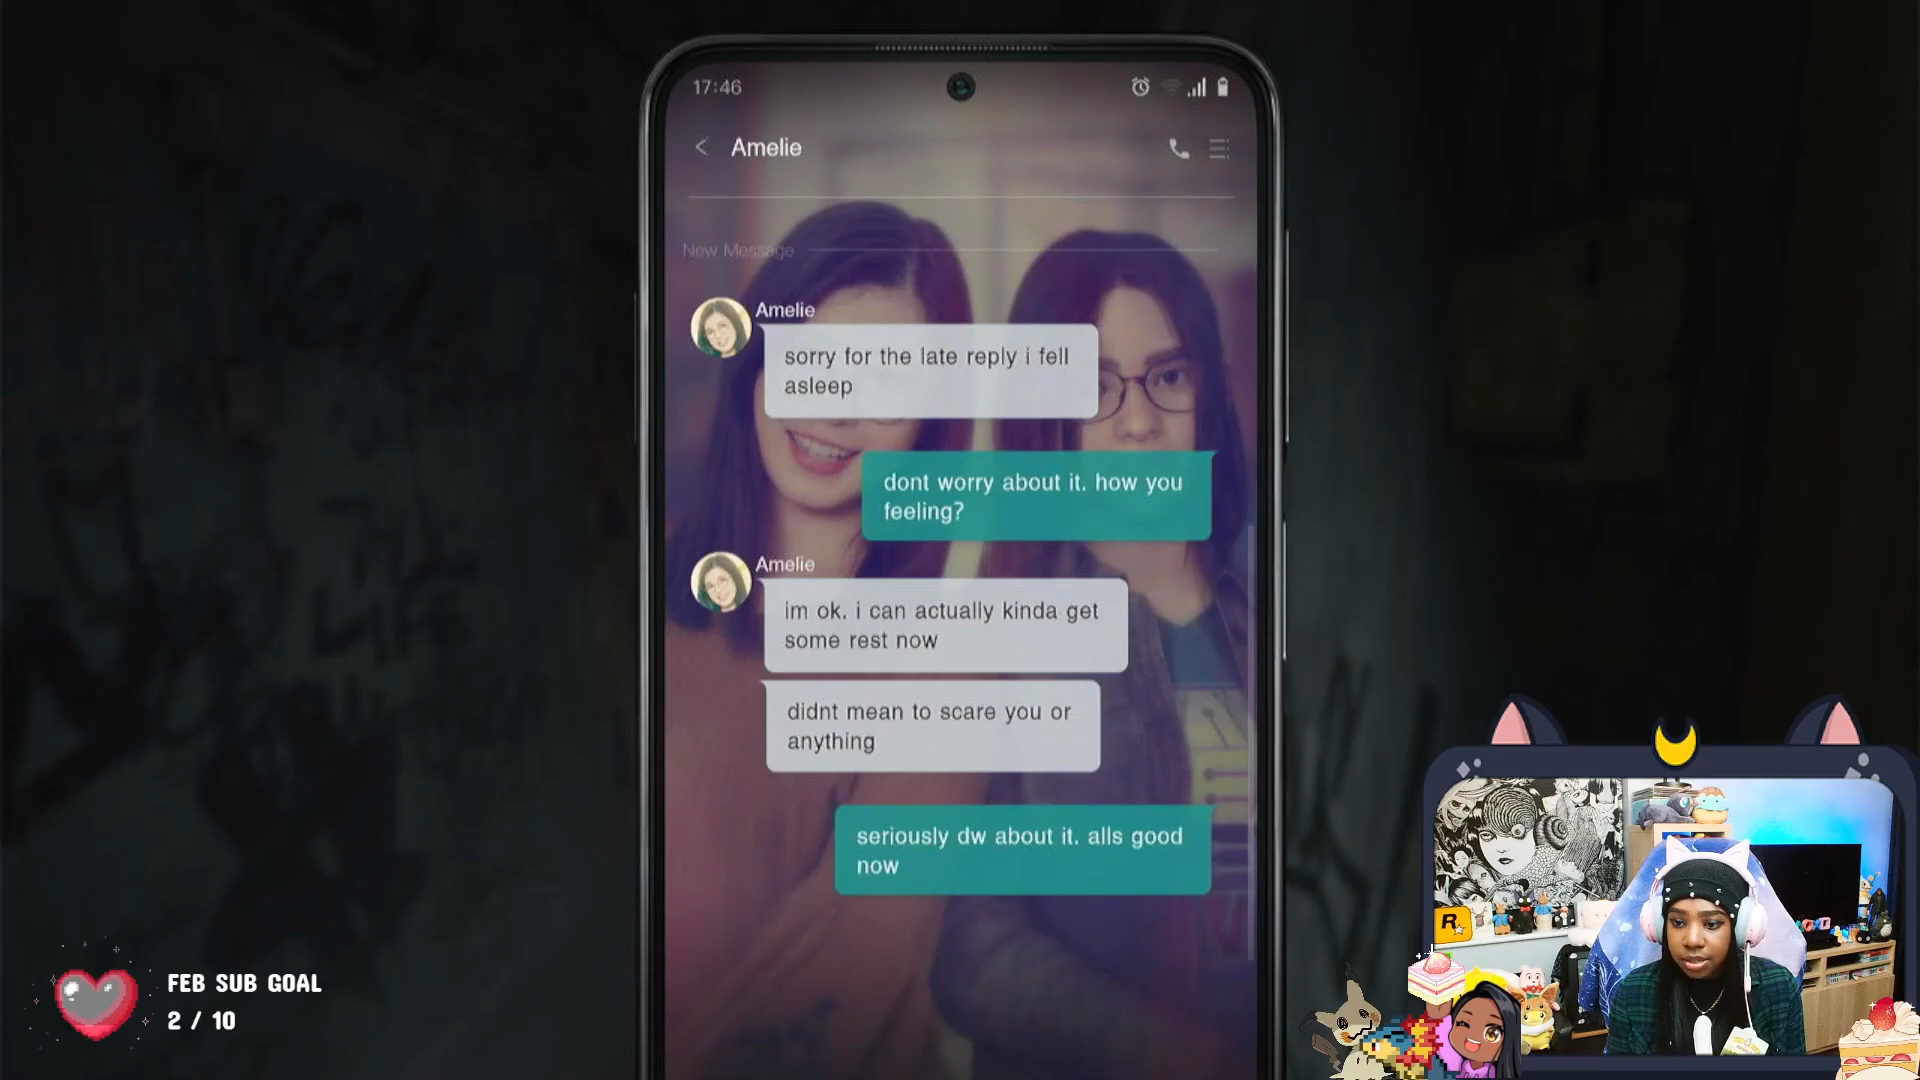 17:46
Amelie
New Message
Amelie
sorry for the late reply i fell
asleep
dont worry about it. how you
feeling?
Amelie
im ok. i can actually kinda get
some rest now
didnt mean to scare you or
anything
seriously dw about it. alls good
now
FEB SUB GOAL
2 / 10
R